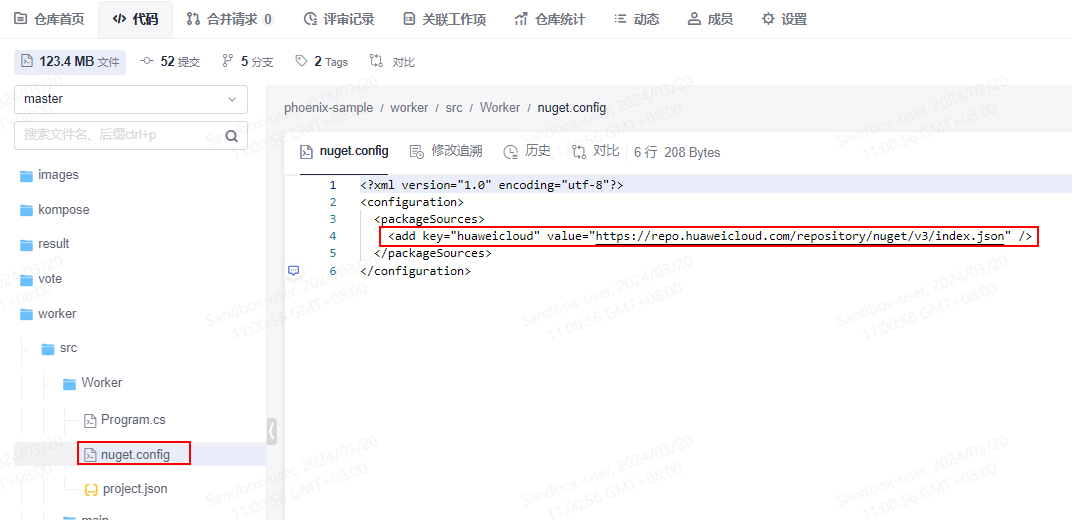 仓库首页 代码 合并请求 0 评审记录 关联工作项 仓库统计 动态 成员 设置
123.4 MB 文件 52 提交 5 分支 2 Tags 对比
master
搜索文件名、后缀ctrl+p
images
kompose
result
vote
worker
src
Worker
Program.cs
nuget.config
project.json
main
phoenix-sample / worker / src / Worker / nuget.config
nuget.config 修改追溯 历史 对比 6 行 208 Bytes
1 <?xml version="1.0" encoding="utf-8"?>
2 <configuration>
3 <packageSources>
4 <add key="huaweicloud" value="https://repo.huaweicloud.com/repository/nuget/v3/index.json" />
5 </packageSources>
6 </configuration>
Sandbox-user, 2024/03/20
11:00:56 GMT+08:00